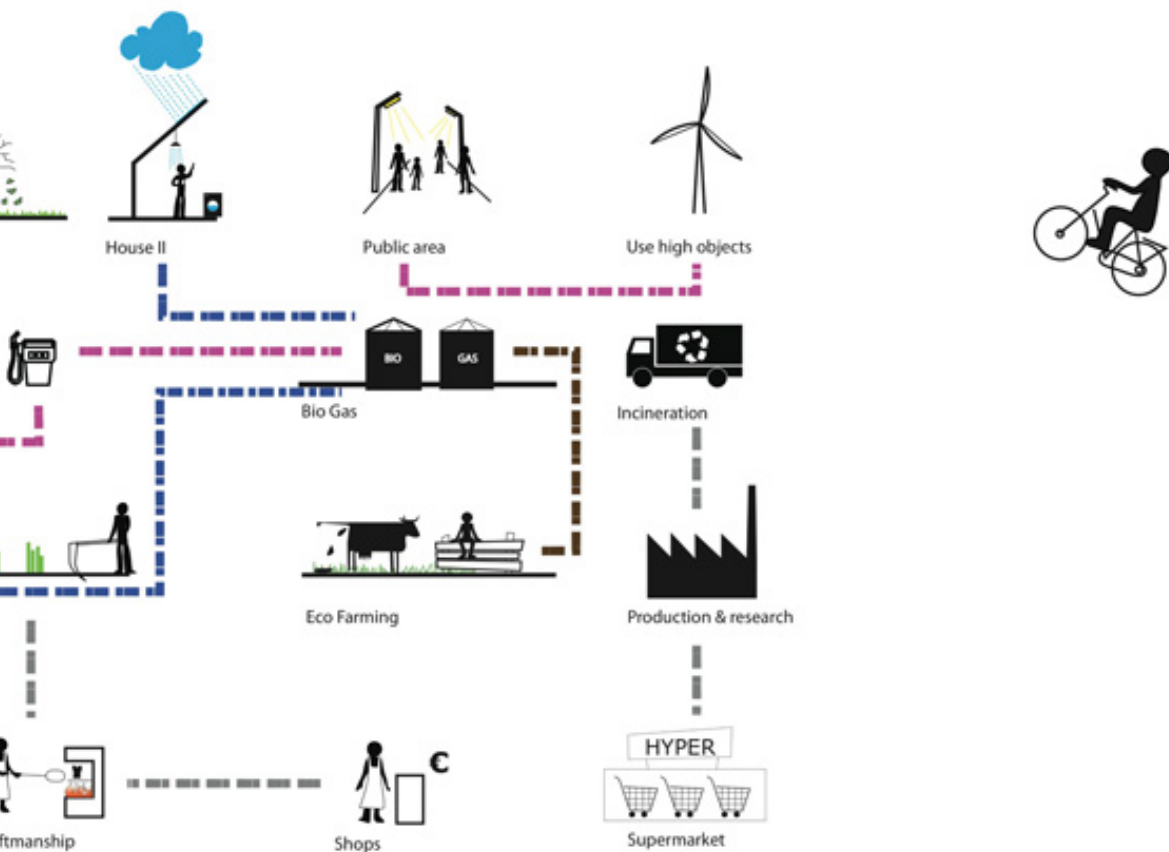 House II
Public area
Use high objects
BIO
GAS
Bio Gas
Incineration
Eco Farming
Production & research
HYPER
€
ftmanship
Shops
Supermarket